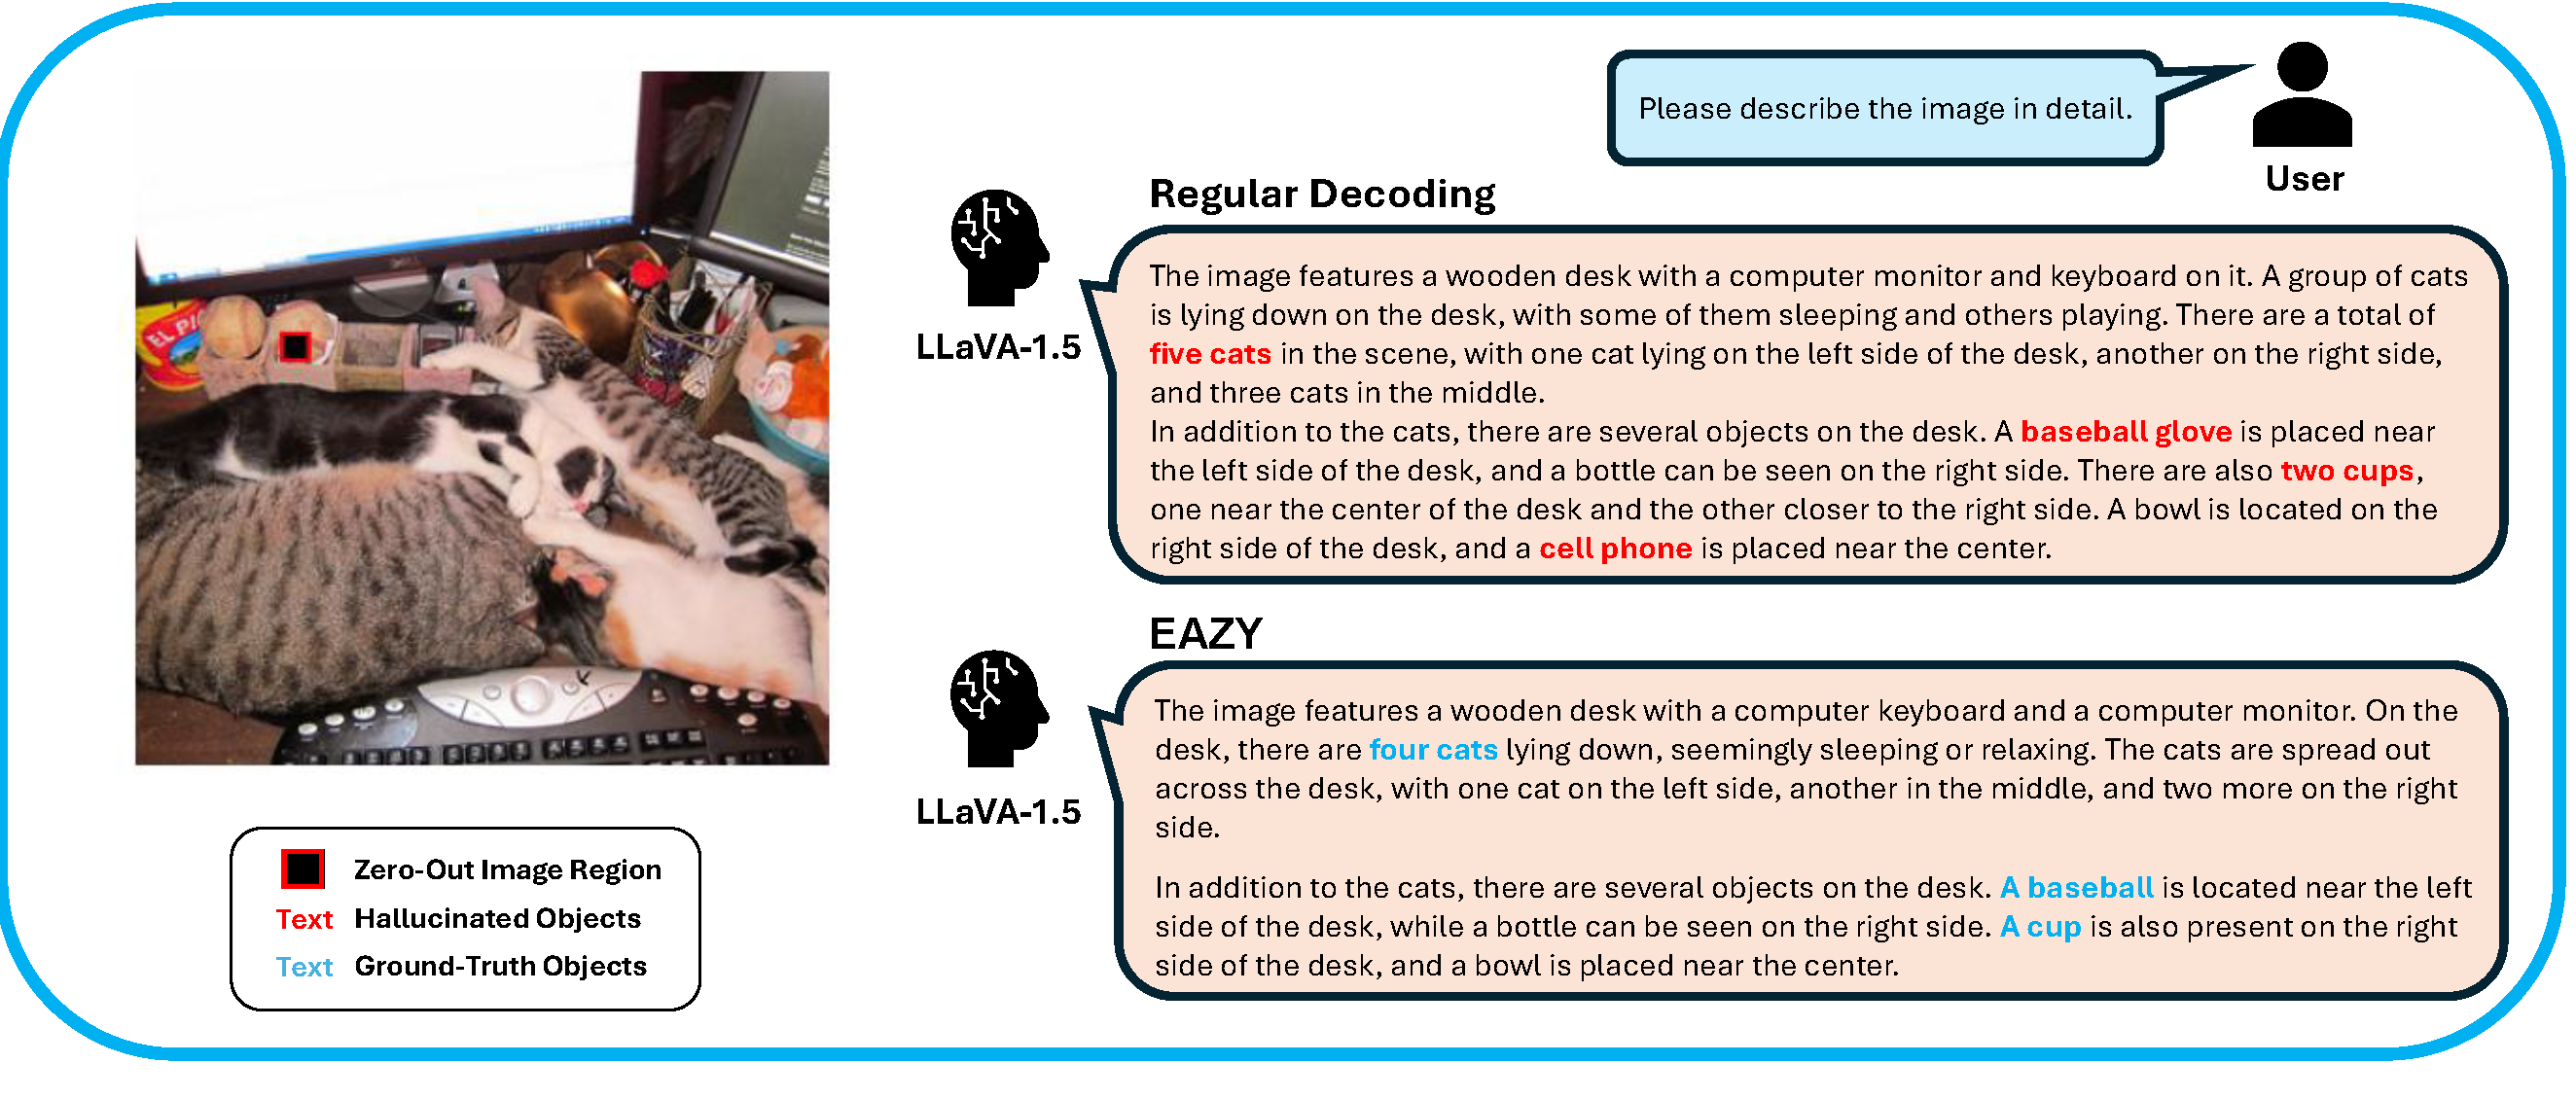 Please describe the image in detail.
User
Regular Decoding
LLaVA-1.5
The image features a wooden desk with a computer monitor and keyboard on it. A group of cats
is lying down on the desk, with some of them sleeping and others playing. There are a total of
five cats in the scene, with one cat lying on the left side of the desk, another on the right side,
and three cats in the middle.
In addition to the cats, there are several objects on the desk. A baseball glove is placed near
the left side of the desk, and a bottle can be seen on the right side. There are also two cups,
one near the center of the desk and the other closer to the right side. A bowl is located on the
right side of the desk, and a cell phone is placed near the center.
EAZY
LLaVA-1.5
The image features a wooden desk with a computer keyboard and a computer monitor. On the
desk, there are four cats lying down, seemingly sleeping or relaxing. The cats are spread out
across the desk, with one cat on the left side, another in the middle, and two more on the right
side.
In addition to the cats, there are several objects on the desk. A baseball is located near the left
side of the desk, while a bottle can be seen on the right side. A cup is also present on the right
side of the desk, and a bowl is placed near the center.
EL PI
DELL
Zero-Out Image Region
Text Hallucinated Objects
Text Ground-Truth Objects